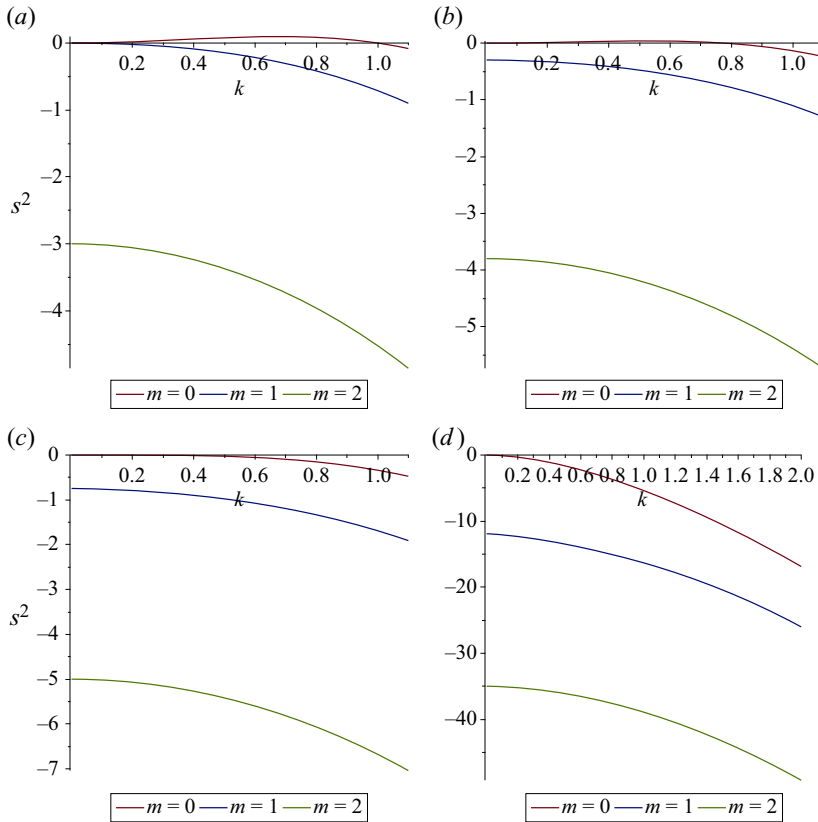 (a)
0
0.2 0.4 0.6 0.8 1.0
k
−1
−2
s²
−3
−4
m = 0 m = 1 m = 2
(b)
0
0.2 0.4 0.6 0.8 1.0
k
−1
−2
−3
−4
−5
m = 0 m = 1 m = 2
(c)
0
0.2 0.4 0.6 0.8 1.0
k
−1
−2
−3
s²
−4
−5
−6
−7
m = 0 m = 1 m = 2
(d)
0
0.2 0.4 0.6 0.8 1.0 1.2 1.4 1.6 1.8 2.0
k
−10
−20
−30
−40
m = 0 m = 1 m = 2